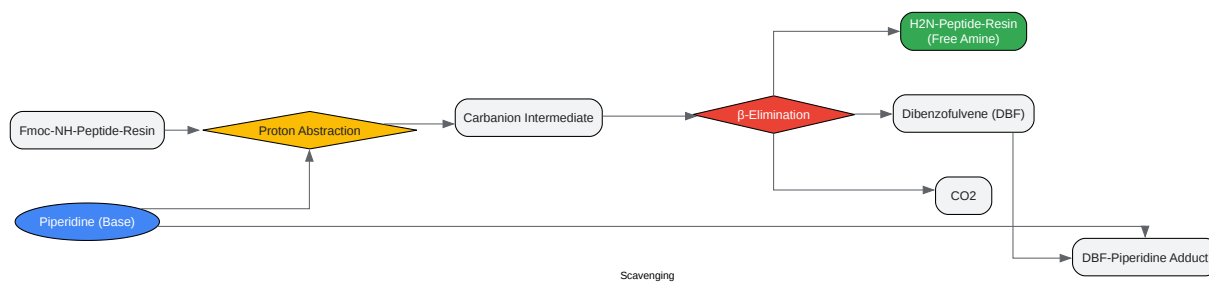 H2N-Peptide-Resin
(Free Amine)
Fmoc-NH-Peptide-Resin
Proton Abstraction
Carbanion Intermediate
β-Elimination
Dibenzofulvene (DBF)
CO2
Piperidine (Base)
DBF-Piperidine Adduct
Scavenging